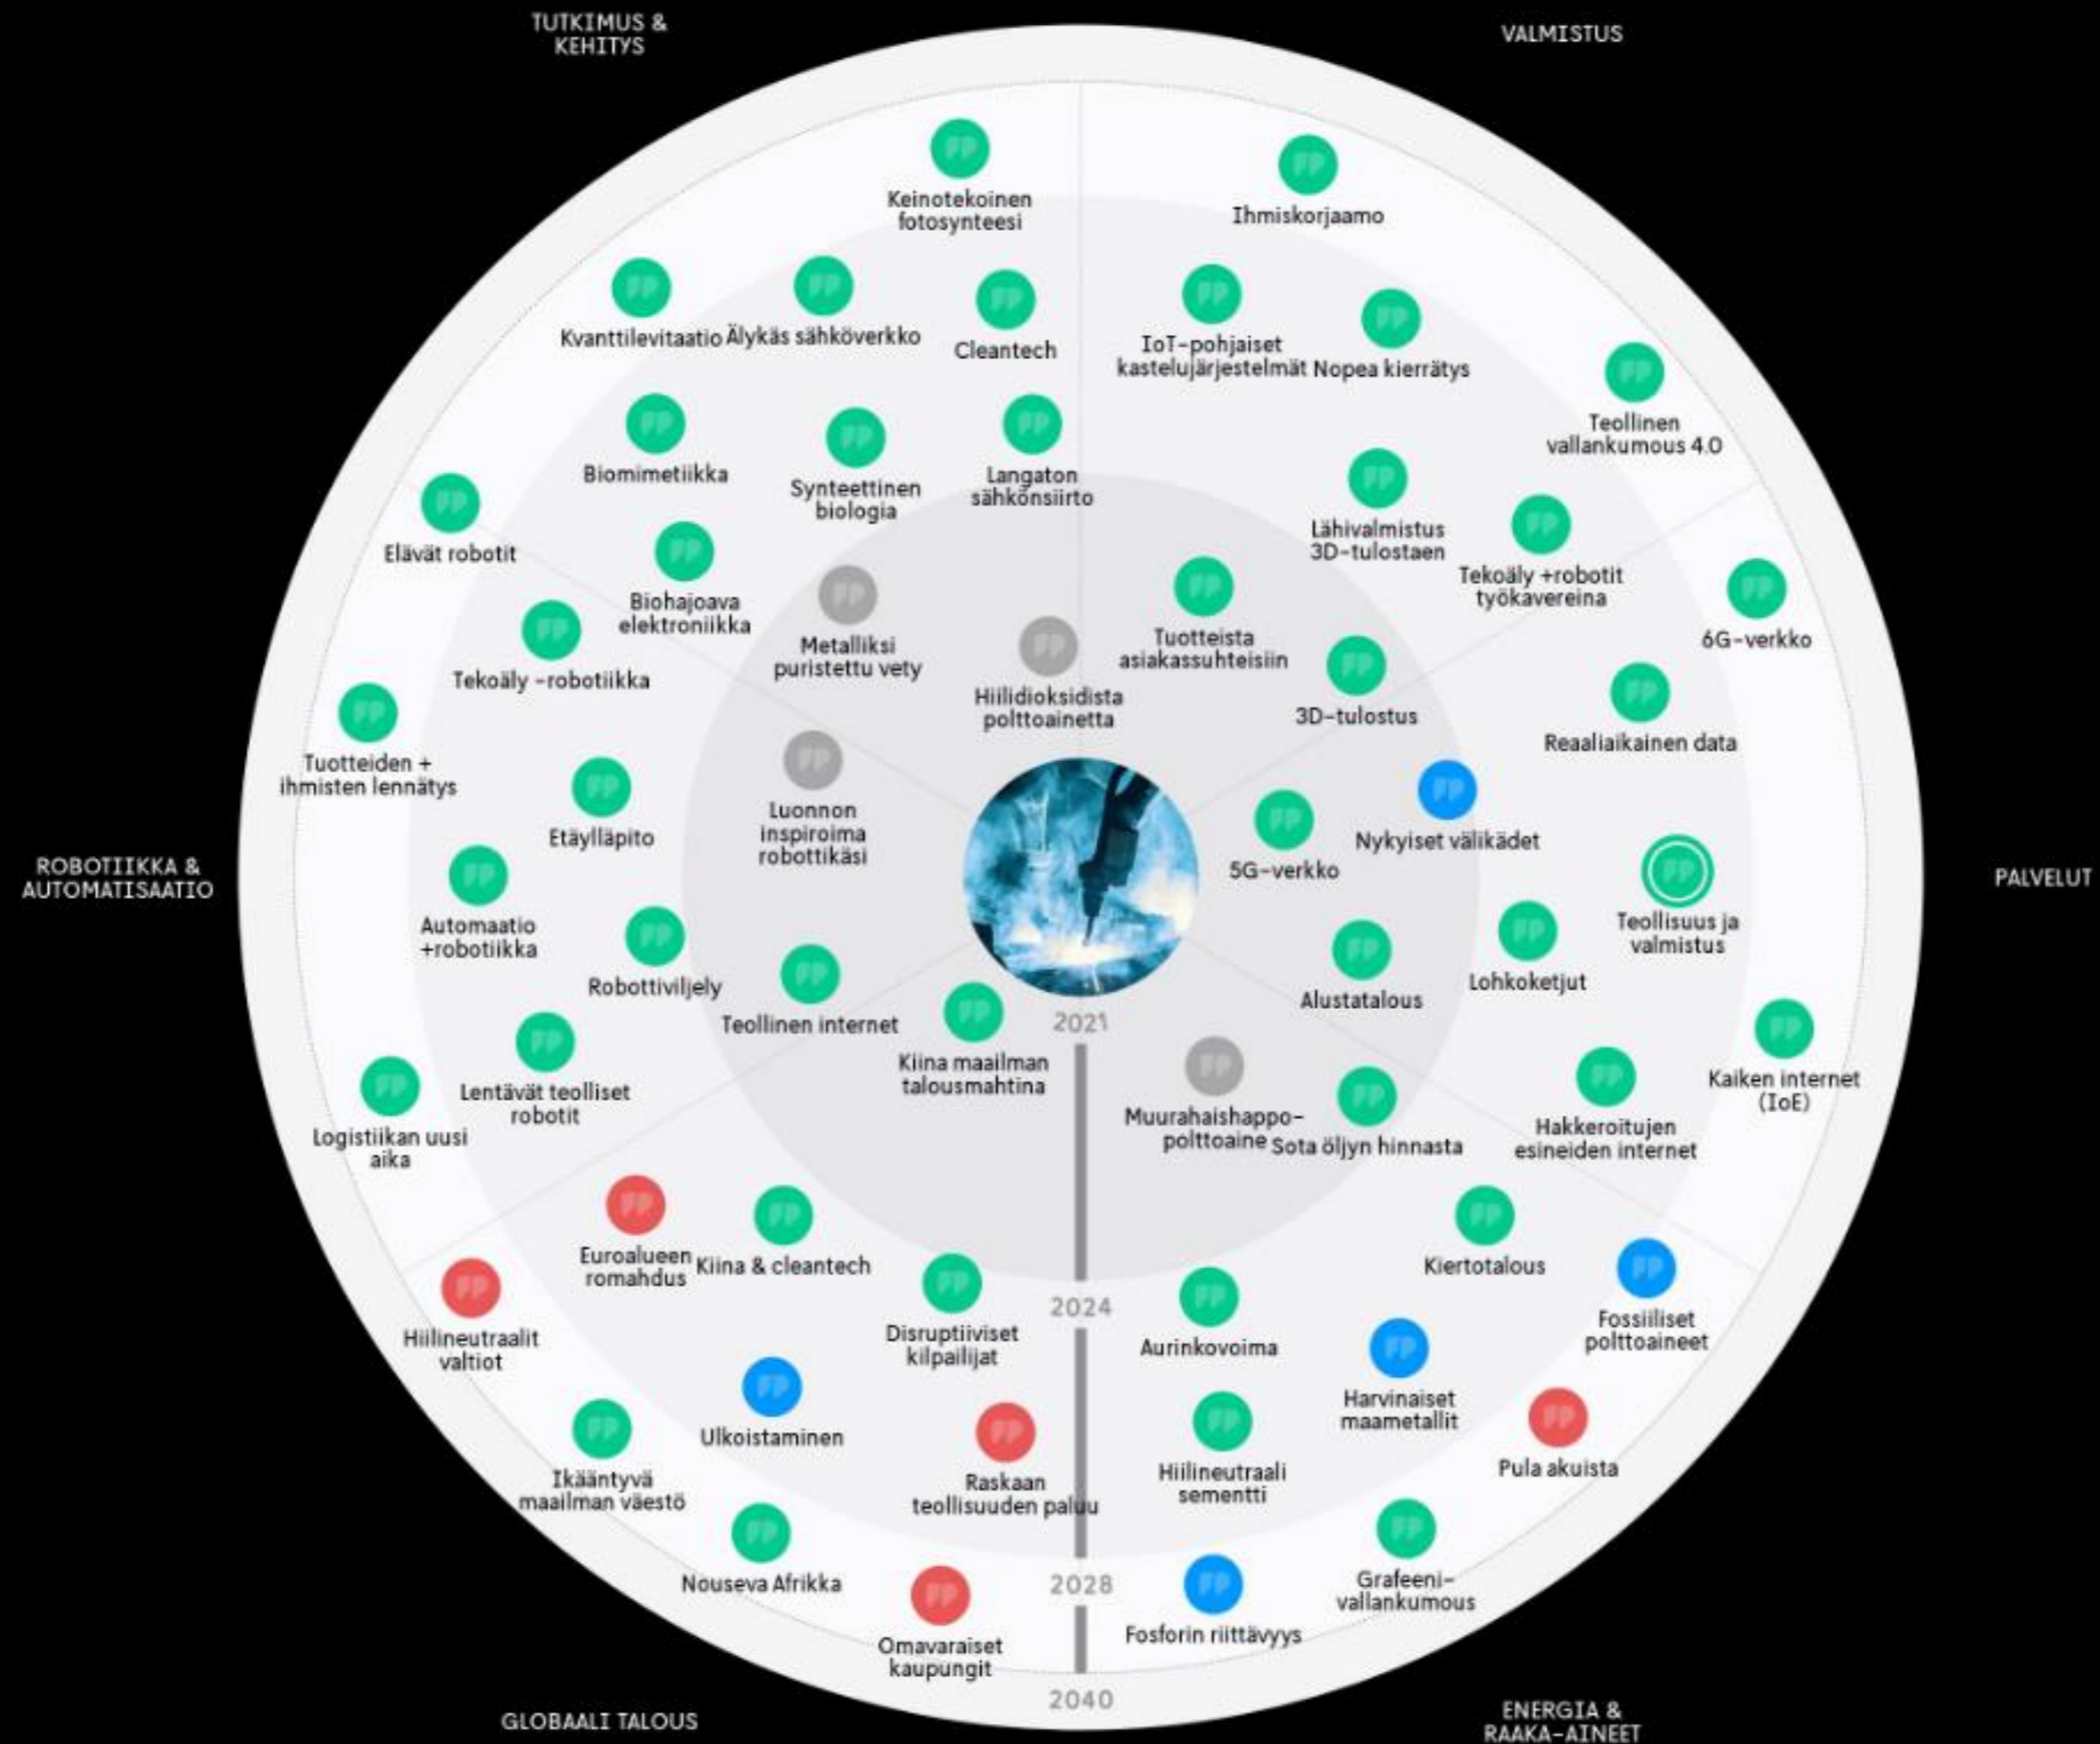 TUTKIMUS &
KEHITYS
VALMISTUS
Keinotekoinen
fotosynteesi
Ihmiskorjaamo
Kvanttilevitaatio
Älykäs sähköverkko
Cleantech
IoT-pohjaiset
kastelujärjestelmät
Nopea kierrätys
Teollinen
vallankumous 4.0
Biomimetiikka
Synteettinen
biologia
Langaton
sähkönsiirto
Lähivalmistus
3D-tulostaen
Elävät robotit
Biohajoava
elektroniikka
Tekoäly +robotit
työkavereina
Metalliksi
puristettu vety
Hiilidioksidista
polttoainetta
Tuotteista
asiakassuhteisiin
6G-verkko
Tekoäly -robotiikka
3D-tulostus
Reaaliaikainen data
Tuotteiden +
ihmisten lennätys
Etäylläpito
Luonnon
inspiroima
robottikäsi
5G-verkko
Nykyiset välikädet
ROBOTIIKKA &
AUTOMATISAATIO
PALVELUT
Automaatio
+robotiikka
Teollisuus ja
valmistus
Robottiviljely
Teollinen internet
Alustatalous
Lohkoketjut
2021
Kiina maailman
talousmahtina
Lentävät teolliset
robotit
Logistiikan uusi
aika
Muurahaishappo-
polttoaine
Sota öljyn hinnasta
Hakkeroitujen
esineiden internet
Kaiken internet
(IoE)
Euroalueen
romahdus
Kiina & cleantech
Kiertotalous
2024
Hiilineutraalit
valtiot
Disruptiiviset
kilpailijat
Aurinkovoima
Fossiiliset
polttoaineet
Harvinaiset
maametallit
Ulkoistaminen
Ikääntyvä
maailman väestö
Raskaan
teollisuuden paluu
Hiilineutraali
sementti
Pula akuista
Nouseva Afrikka
2028
Grafeeni-
vallankumous
Omavaraiset
kaupungit
Fosforin riittävyys
2040
GLOBAALI TALOUS
ENERGIA &
RAAKA-AINEET